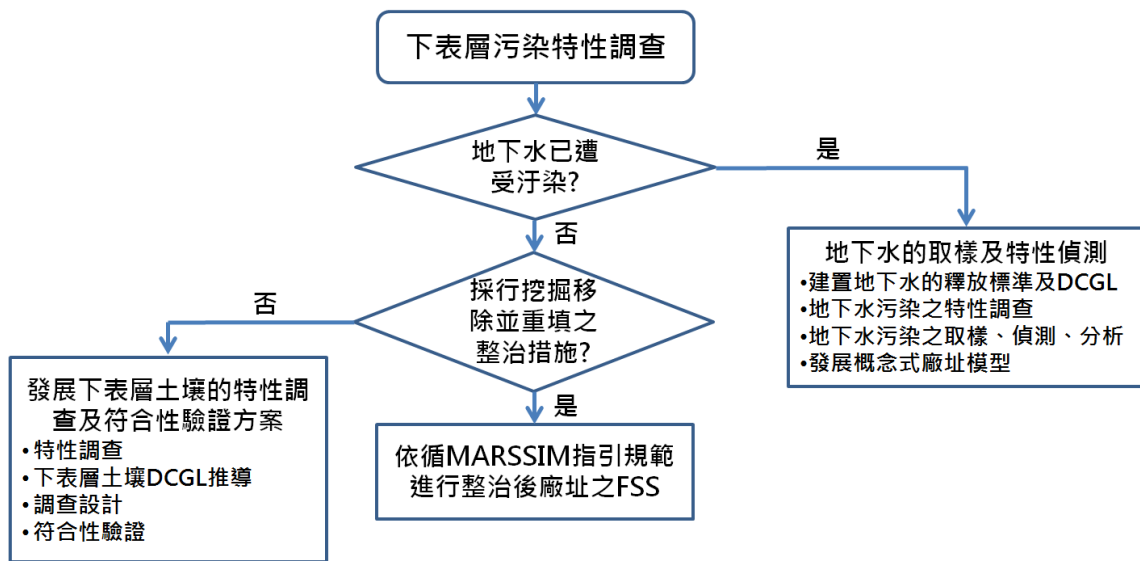 下表層污染特性調查
地下水已遭
受汙染?
是
否
地下水的取樣及特性偵測
•建置地下水的釋放標準及DCGL
•地下水污染之特性調查
•地下水污染之取樣、偵測、分析
•發展概念式廠址模型
採行挖掘移
除並重填之
整治措施?
否
是
發展下表層土壤的特性調
查及符合性驗證方案
•特性調查
•下表層土壤DCGL推導
•調查設計
•符合性驗證
依循MARSSIM指引規範
進行整治後廠址之FSS